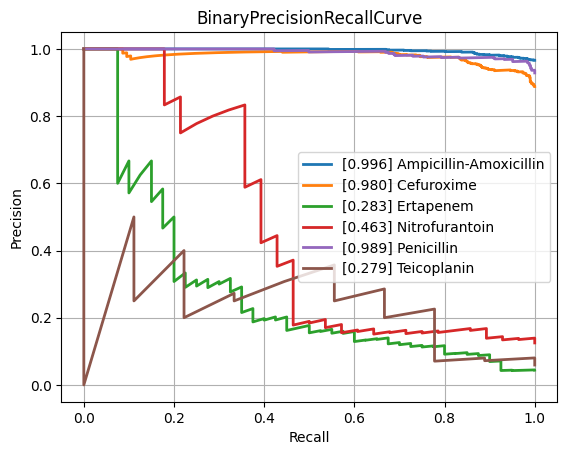 BinaryPrecisionRecallCurve
1.0
0.8
0.6
0.4
0.2
0.0
Precision
[0.996] Ampicillin-Amoxicillin
[0.980] Cefuroxime
[0.283] Ertapenem
[0.463] Nitrofurantoin
[0.989] Penicillin
[0.279] Teicoplanin
0.0 0.2 0.4 0.6 0.8 1.0
Recall